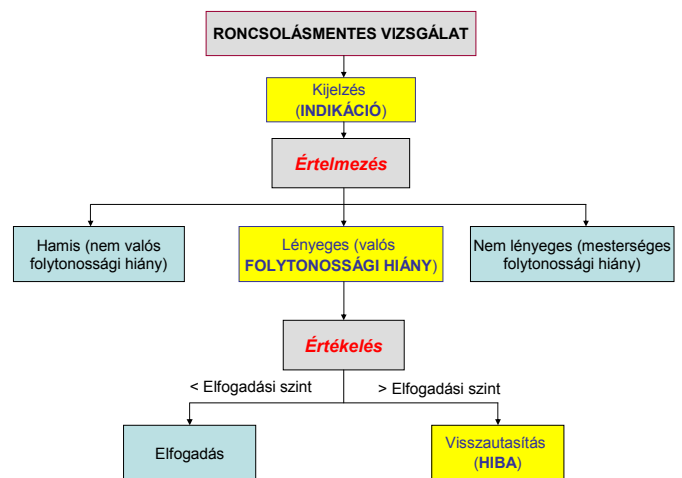 RONCSOLÁSMENTES VIZSGÁLAT
Kijelzés
(INDIKÁCIÓ)
Értelmezés
Hamis (nem valós
folytonossági hiány)
Lényeges (valós
FOLYTONOSSÁGI HIÁNY)
Nem lényeges (mesterséges
folytonossági hiány)
Értékelés
< Elfogadási szint
> Elfogadási szint
Elfogadás
Visszautasítás
(HIBA)